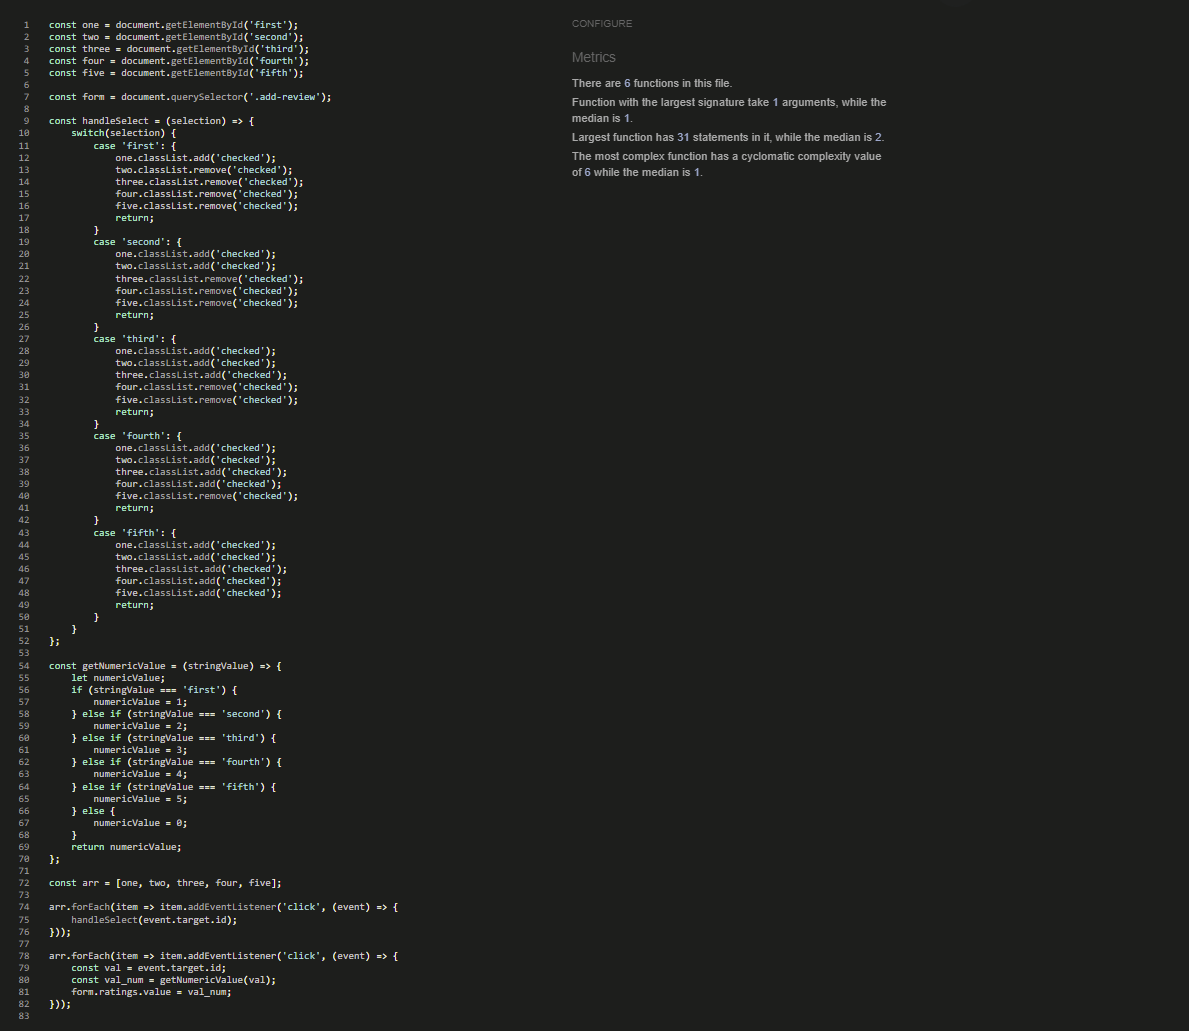 1 const one = document.getElementById('first');
2 const two = document.getElementById('second');
3 const three = document.getElementById('third');
4 const four = document.getElementById('fourth');
5 const five = document.getElementById('fifth');
6
7 const form = document.querySelector('.add-review');
8
9 const handleSelect = (selection) => {
10 switch(selection) {
11 case 'first': {
12 one.classList.add('checked');
13 two.classList.remove('checked');
14 three.classList.remove('checked');
15 four.classList.remove('checked');
16 five.classList.remove('checked');
17 return;
18 }
19 case 'second': {
20 one.classList.add('checked');
21 two.classList.add('checked');
22 three.classList.remove('checked');
23 four.classList.remove('checked');
24 five.classList.remove('checked');
25 return;
26 }
27 case 'third': {
28 one.classList.add('checked');
29 two.classList.add('checked');
30 three.classList.add('checked');
31 four.classList.remove('checked');
32 five.classList.remove('checked');
33 return;
34 }
35 case 'fourth': {
36 one.classList.add('checked');
37 two.classList.add('checked');
38 three.classList.add('checked');
39 four.classList.add('checked');
40 five.classList.remove('checked');
41 return;
42 }
43 case 'fifth': {
44 one.classList.add('checked');
45 two.classList.add('checked');
46 three.classList.add('checked');
47 four.classList.add('checked');
48 five.classList.add('checked');
49 return;
50 }
51 }
52 };
53
54 const getNumericValue = (stringValue) => {
55 let numericValue;
56 if (stringValue === 'first') {
57 numericValue = 1;
58 } else if (stringValue === 'second') {
59 numericValue = 2;
60 } else if (stringValue === 'third') {
61 numericValue = 3;
62 } else if (stringValue === 'fourth') {
63 numericValue = 4;
64 } else if (stringValue === 'fifth') {
65 numericValue = 5;
66 } else {
67 numericValue = 0;
68 }
69 return numericValue;
70 };
71
72 const arr = [one, two, three, four, five];
73
74 arr.forEach(item => item.addEventListener('click', (event) => {
75 handleSelect(event.target.id);
76 }));
77
78 arr.forEach(item => item.addEventListener('click', (event) => {
79 const val = event.target.id;
80 const val_num = getNumericValue(val);
81 form.ratings.value = val_num;
82 }));
83
CONFIGURE
Metrics
There are 6 functions in this file.
Function with the largest signature take 1 arguments, while the
median is 1.
Largest function has 31 statements in it, while the median is 2.
The most complex function has a cyclomatic complexity value
of 6 while the median is 1.